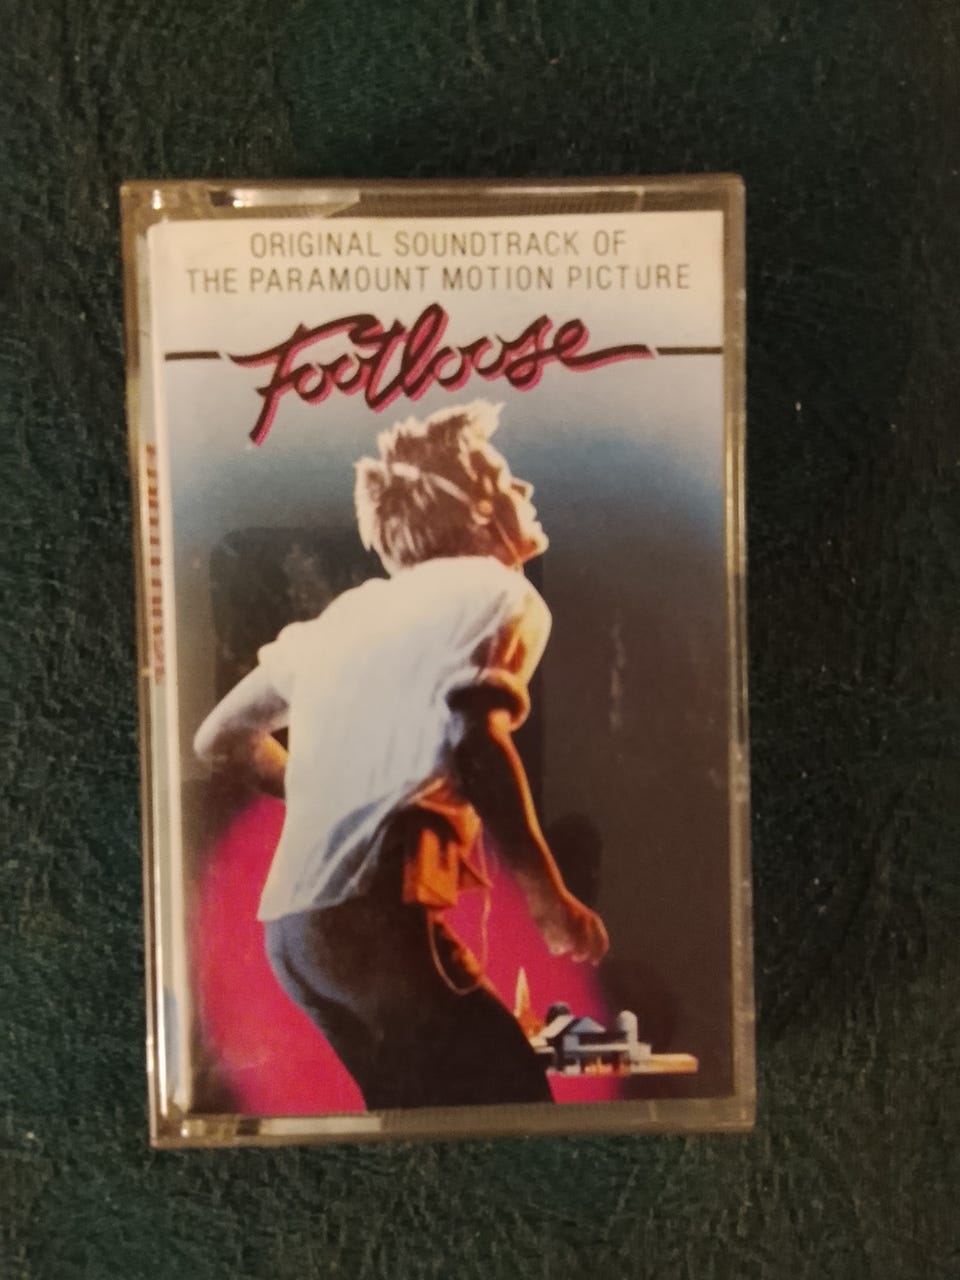 ORIGINAL SOUNDTRACK OF
THE PARAMOUNT MOTION PICTURE
Footloose